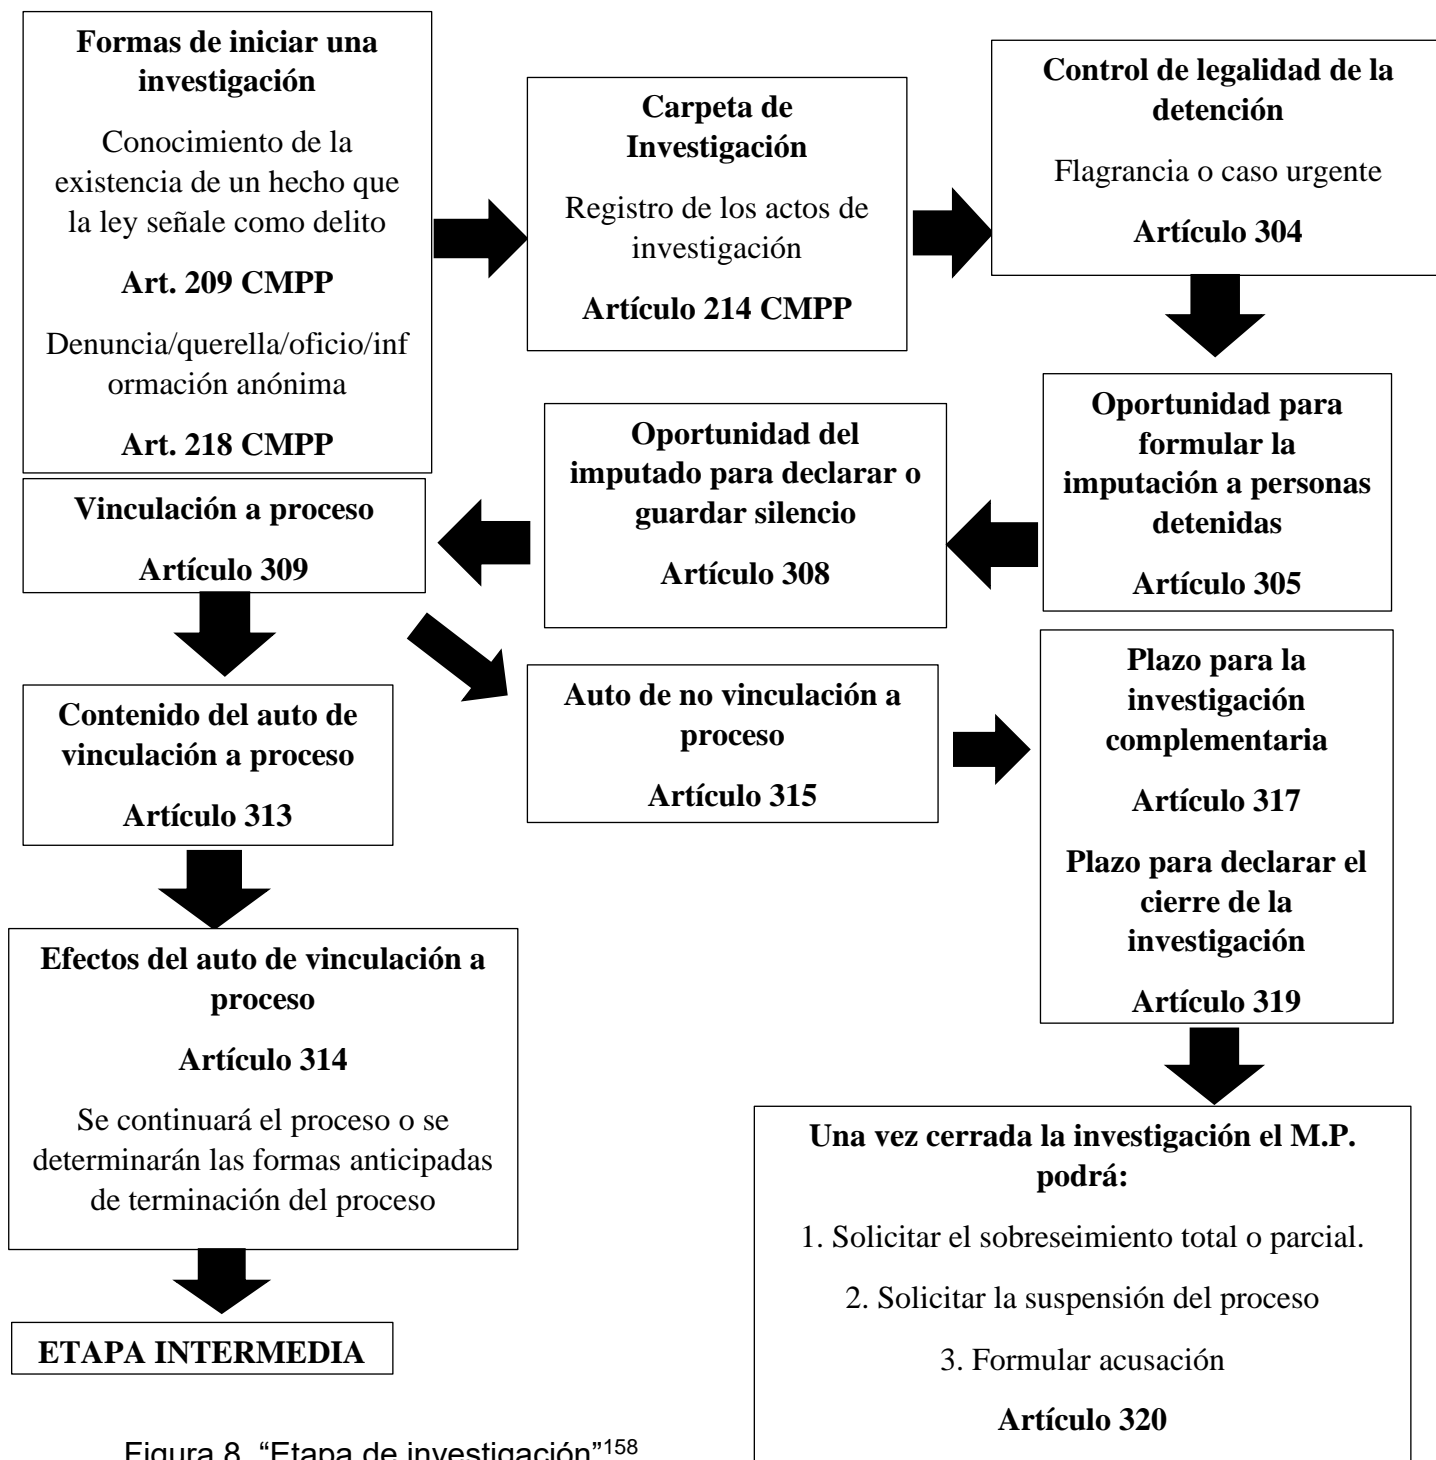 Formas de iniciar una
investigación
Conocimiento de la
existencia de un hecho que
la ley señale como delito
Art. 209 CMPP
Denuncia/querella/oficio/inf
ormación anónima
Art. 218 CMPP
Carpeta de
Investigación
Registro de los actos de
investigación
Artículo 214 CMPP
Control de legalidad de la
detención
Flagrancia o caso urgente
Artículo 304
Oportunidad para
formular la
imputación a personas
detenidas
Artículo 305
Oportunidad del
imputado para declarar o
guardar silencio
Artículo 308
Vinculación a proceso
Artículo 309
Contenido del auto de
vinculación a proceso
Artículo 313
Auto de no vinculación a
proceso
Artículo 315
Plazo para la
investigación
complementaria
Artículo 317
Plazo para declarar el
cierre de la
investigación
Artículo 319
Efectos del auto de vinculación a
proceso
Artículo 314
Se continuará el proceso o se
determinarán las formas anticipadas
de terminación del proceso
ETAPA INTERMEDIA
Una vez cerrada la investigación el M.P.
podrá:
1. Solicitar el sobreseimiento total o parcial.
2. Solicitar la suspensión del proceso
3. Formular acusación
Artículo 320
Figura 8. “Etapa de investigación”158